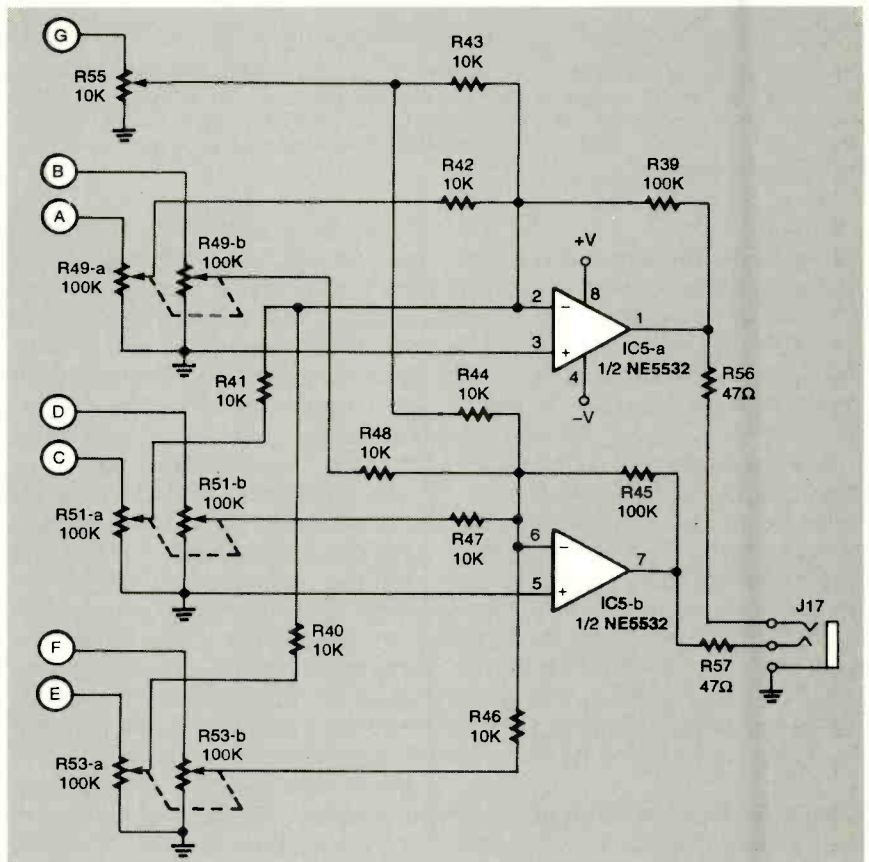 G
R55
10K
R43
10K
B
A
R42
10K
R39
100K
R49-a
100K
R49-b
100K
+V
2
−
8
3
+
1
4
−V
IC5-a
1/2 NE5532
R56
47Ω
R41
10K
R44
10K
D
C
R48
10K
R45
100K
R51-a
100K
R51-b
100K
R47
10K
6
−
5
+
7
IC5-b
1/2 NE5532
J17
R57
47Ω
R40
10K
F
E
R46
10K
R53-a
100K
R53-b
100K